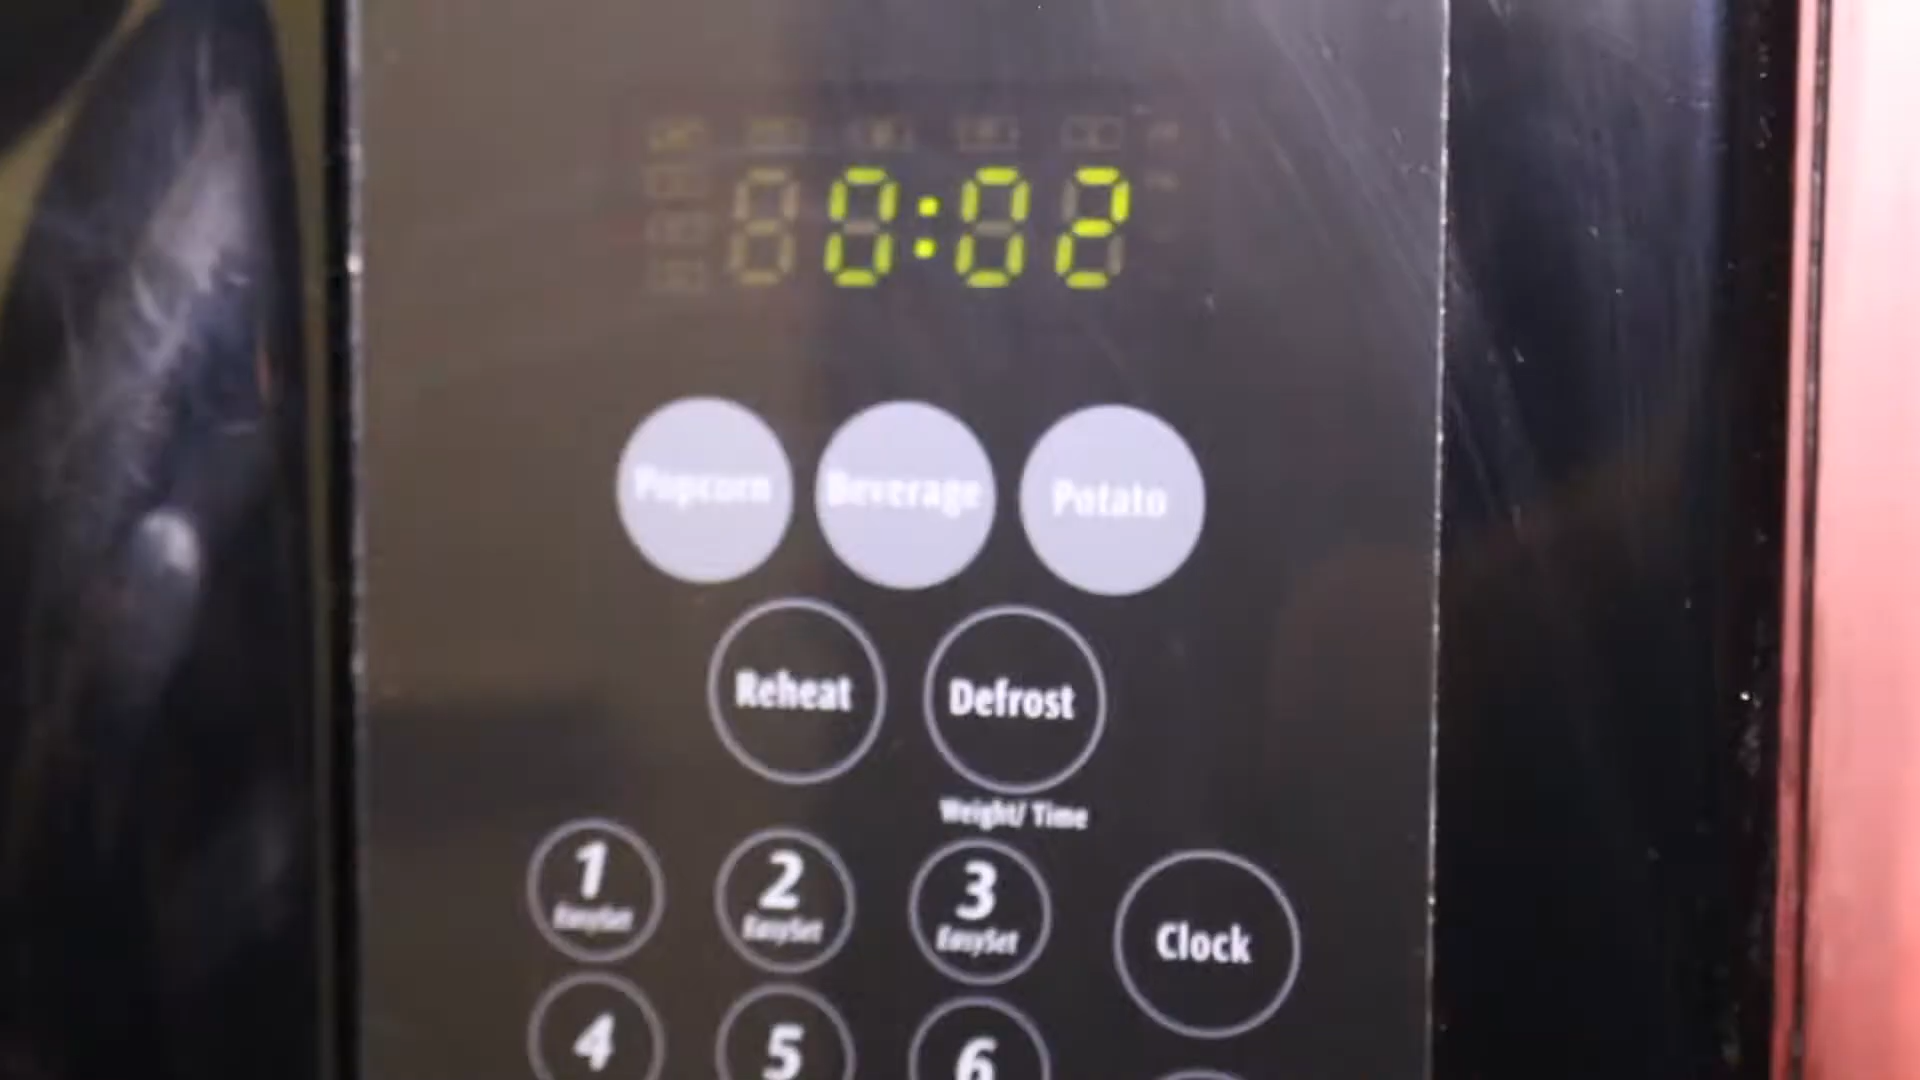 0:02
Popcorn Beverage Potato
Reheat Defrost
Weight/ Time
1 2 3
EasySet EasySet EasySet
Clock
4 5 6